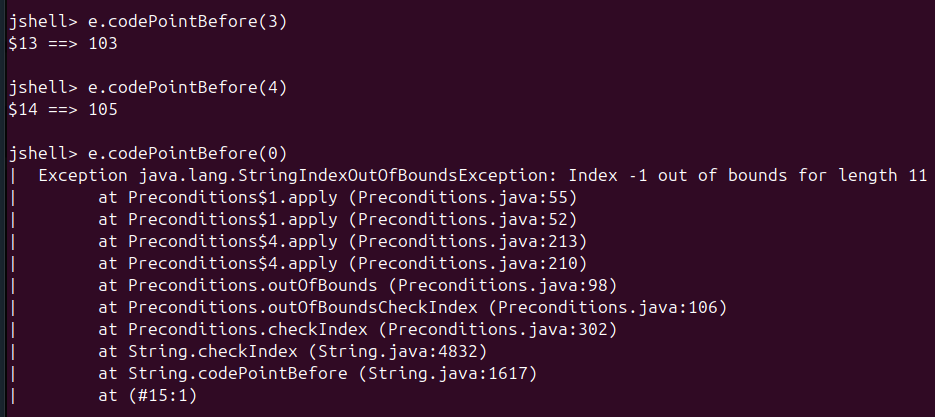 jshell> e.codePointBefore(3)
$13 ==> 103
jshell> e.codePointBefore(4)
$14 ==> 105
jshell> e.codePointBefore(0)
|  Exception java.lang.StringIndexOutOfBoundsException: Index -1 out of bounds for length 11
|        at Preconditions$1.apply (Preconditions.java:55)
|        at Preconditions$1.apply (Preconditions.java:52)
|        at Preconditions$4.apply (Preconditions.java:213)
|        at Preconditions$4.apply (Preconditions.java:210)
|        at Preconditions.outOfBounds (Preconditions.java:98)
|        at Preconditions.outOfBoundsCheckIndex (Preconditions.java:106)
|        at Preconditions.checkIndex (Preconditions.java:302)
|        at String.checkIndex (String.java:4832)
|        at String.codePointBefore (String.java:1617)
|        at (#15:1)